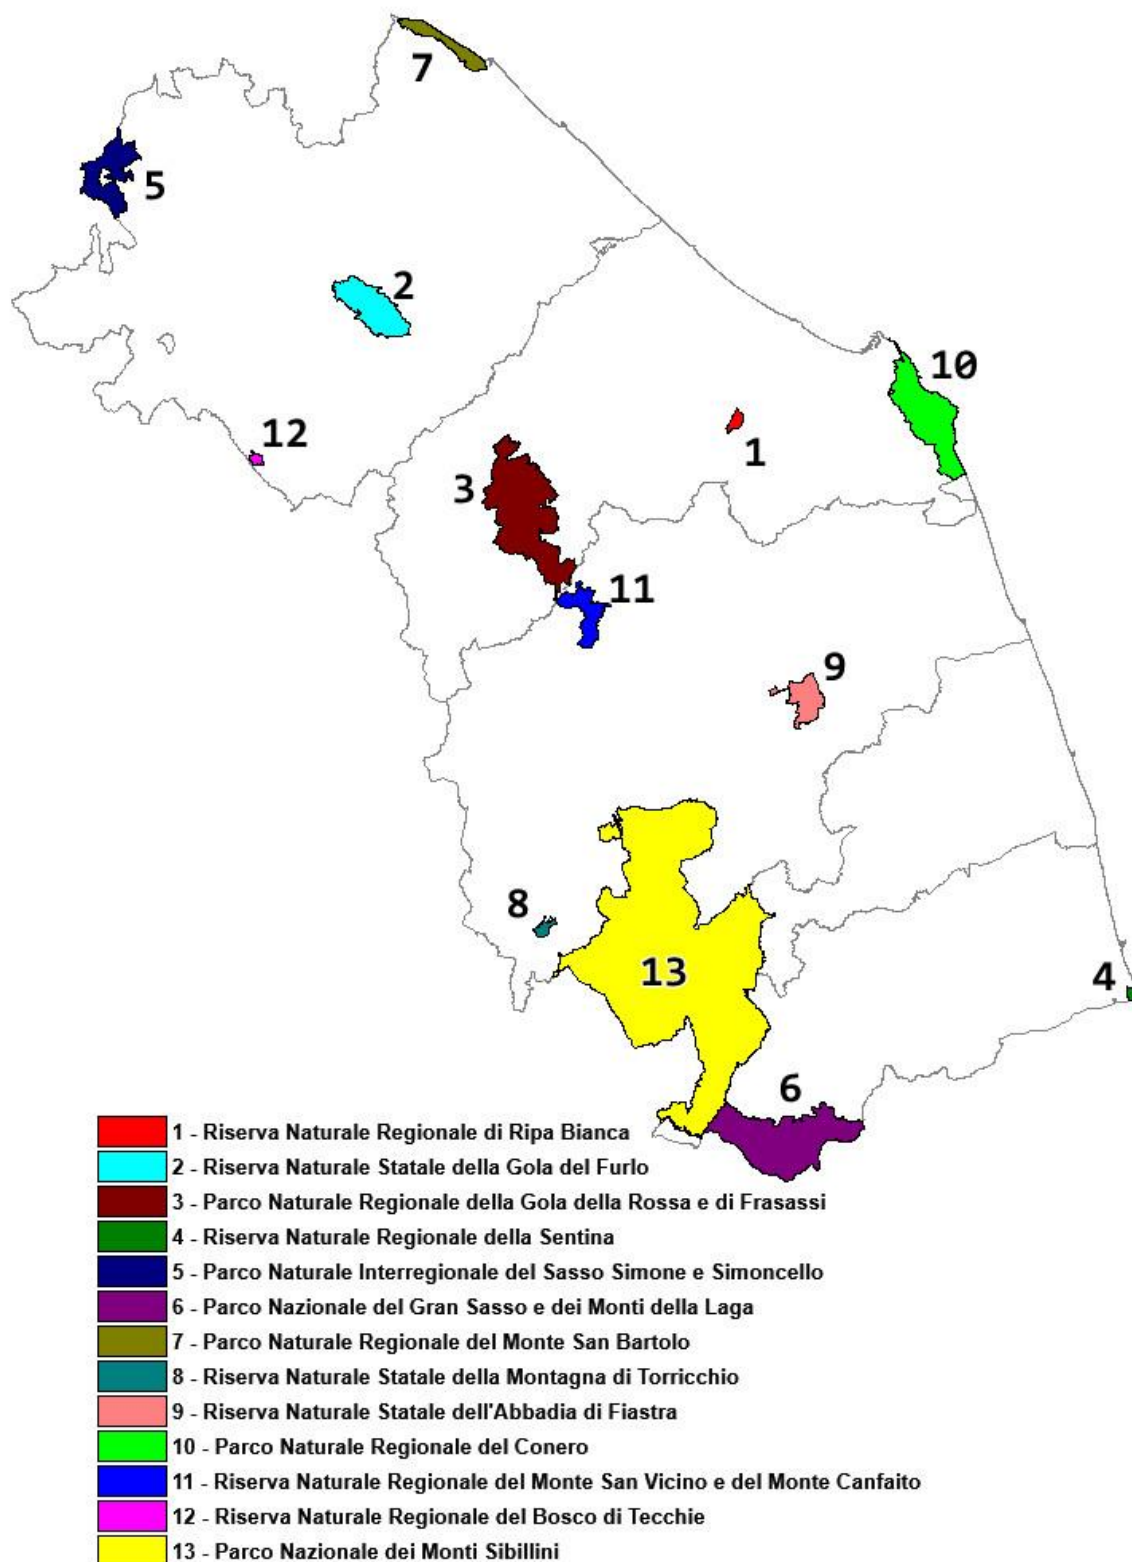 7
5
2
10
12
1
3
11
9
8
13
4
6
1 - Riserva Naturale Regionale di Ripa Bianca
2 - Riserva Naturale Statale della Gola del Furlo
3 - Parco Naturale Regionale della Gola della Rossa e di Frasassi
4 - Riserva Naturale Regionale della Sentina
5 - Parco Naturale Interregionale del Sasso Simone e Simoncello
6 - Parco Nazionale del Gran Sasso e dei Monti della Laga
7 - Parco Naturale Regionale del Monte San Bartolo
8 - Riserva Naturale Statale della Montagna di Torricchio
9 - Riserva Naturale Statale dell'Abbadia di Fiastra
10 - Parco Naturale Regionale del Conero
11 - Riserva Naturale Regionale del Monte San Vicino e del Monte Canfaito
12 - Riserva Naturale Regionale del Bosco di Tecchie
13 - Parco Nazionale dei Monti Sibillini